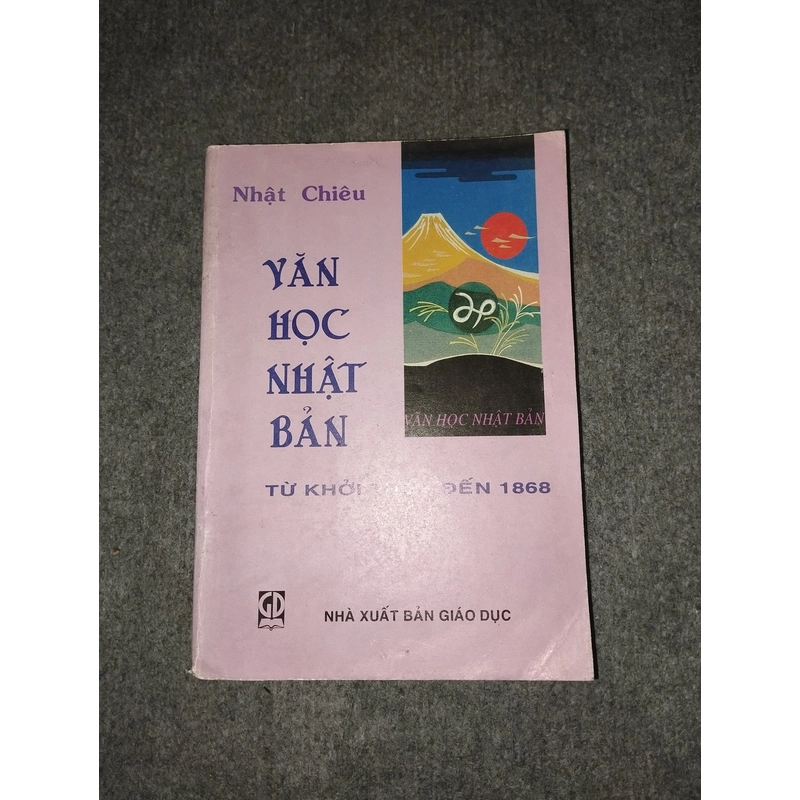 Nhật Chiêu
VĂN
HỌC
NHẬT
BẢN
VĂN HỌC NHẬT BẢN
TỪ KHỞI ĐẾN 1868
GD
NHÀ XUẤT BẢN GIÁO DỤC